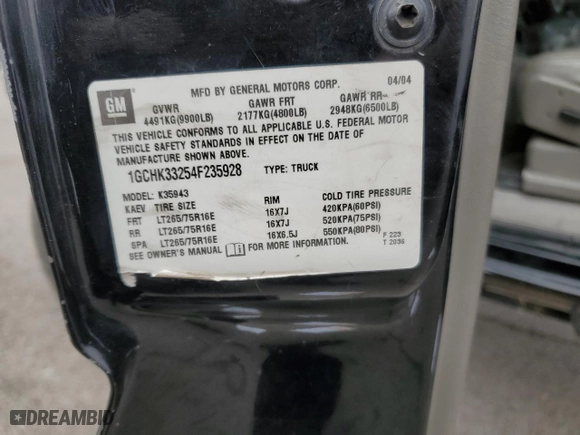 GM
MFD BY GENERAL MOTORS CORP. 04/04
GVWR GAWR FRT GAWR RR
4491KG(9900LB) 2177KG(4800LB) 2948KG(6500LB)
THIS VEHICLE CONFORMS TO ALL APPLICABLE U.S. FEDERAL MOTOR
VEHICLE SAFETY STANDARDS IN EFFECT ON THE DATE OF
MANUFACTURE SHOWN ABOVE.
1GCHK33254F235928 TYPE: TRUCK
MODEL: K35943
KAEV TIRE SIZE RIM COLD TIRE PRESSURE
FRT LT265/75R16E 16X7J 420KPA(60PSI)
RR LT265/75R16E 16X7J 520KPA(75PSI)
SPA LT265/75R16E 16X6.5J 550KPA(80PSI)
SEE OWNER'S MANUAL FOR MORE INFORMATION.
F 223
T 2036
DREAMBID